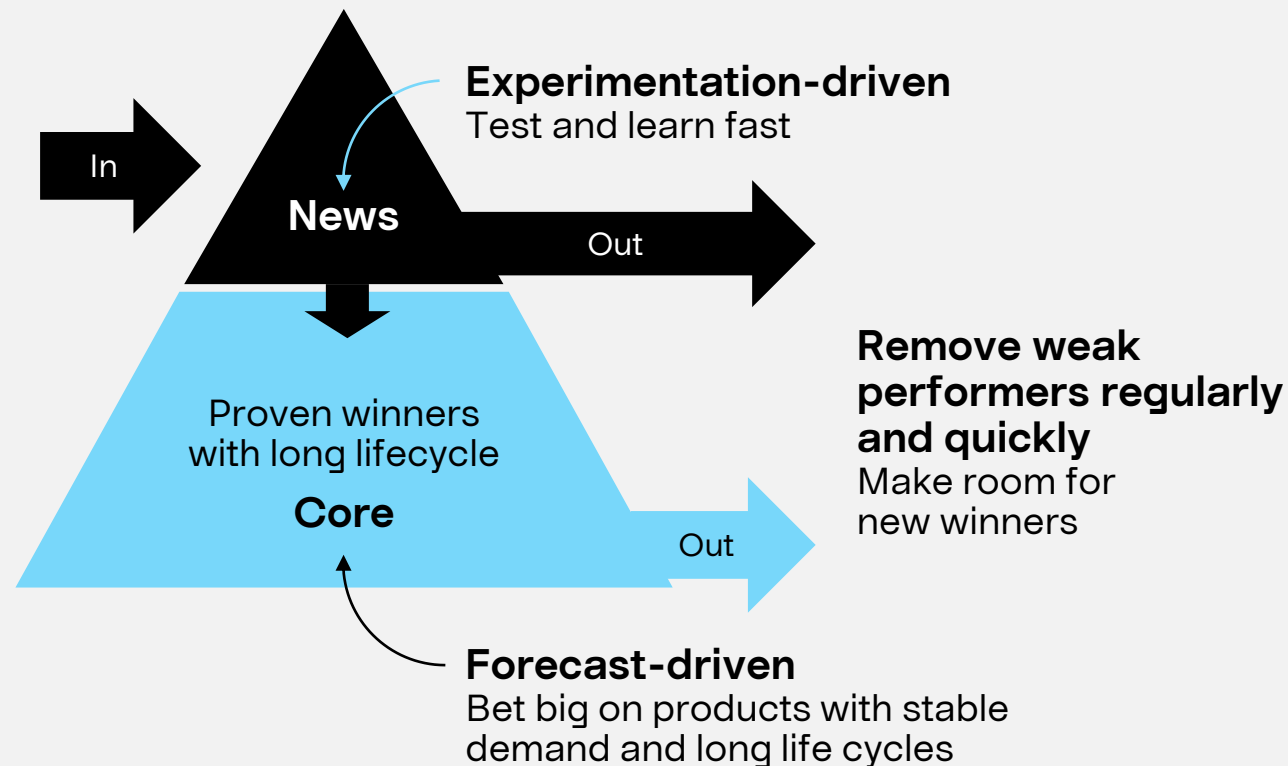 Experimentation-driven
Test and learn fast
In
News
Out
Proven winners
with long lifecycle
Core
Remove weak
performers regularly
and quickly
Make room for
new winners
Out
Forecast-driven
Bet big on products with stable
demand and long life cycles